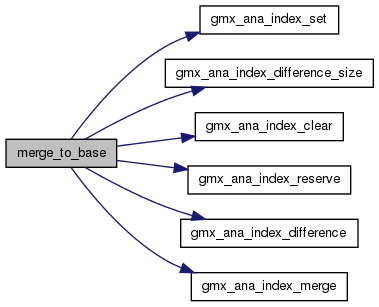 gmx_ana_index_set
gmx_ana_index_difference_size
gmx_ana_index_clear
merge_to_base
gmx_ana_index_reserve
gmx_ana_index_difference
gmx_ana_index_merge